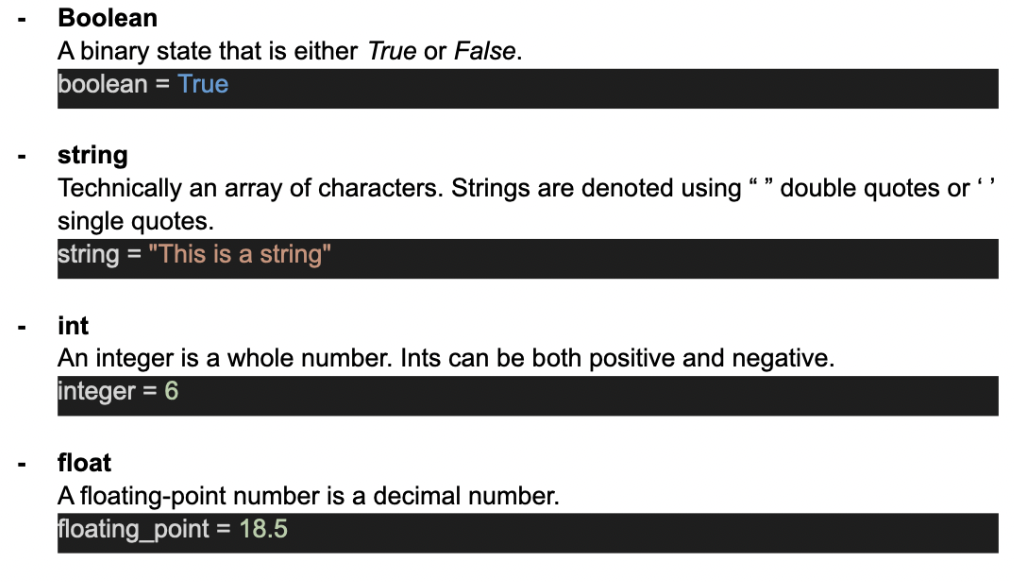 - Boolean
A binary state that is either True or False.
boolean = True
- string
Technically an array of characters. Strings are denoted using “ ” double quotes or ‘ ’
single quotes.
string = "This is a string"
- int
An integer is a whole number. Ints can be both positive and negative.
integer = 6
- float
A floating-point number is a decimal number.
floating_point = 18.5